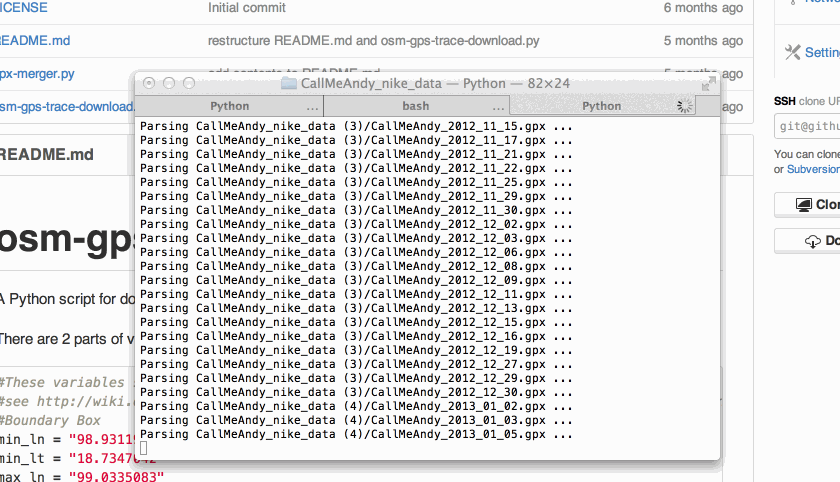 ICENSE Initial commit 6 months ago
README.md restructure README.md and osm-gps-trace-download.py 5 months ago
px-merger.py add contents to README.md 5 months ago
sm-gps-trace-download.
CallMeAndy_nike_data — Python — 82×24
Python ... bash ... Python
Parsing CallMeAndy_nike_data (3)/CallMeAndy_2012_11_15.gpx ...
Parsing CallMeAndy_nike_data (3)/CallMeAndy_2012_11_17.gpx ...
Parsing CallMeAndy_nike_data (3)/CallMeAndy_2012_11_21.gpx ...
Parsing CallMeAndy_nike_data (3)/CallMeAndy_2012_11_22.gpx ...
Parsing CallMeAndy_nike_data (3)/CallMeAndy_2012_11_25.gpx ...
Parsing CallMeAndy_nike_data (3)/CallMeAndy_2012_11_29.gpx ...
Parsing CallMeAndy_nike_data (3)/CallMeAndy_2012_11_30.gpx ...
Parsing CallMeAndy_nike_data (3)/CallMeAndy_2012_12_02.gpx ...
Parsing CallMeAndy_nike_data (3)/CallMeAndy_2012_12_03.gpx ...
Parsing CallMeAndy_nike_data (3)/CallMeAndy_2012_12_06.gpx ...
Parsing CallMeAndy_nike_data (3)/CallMeAndy_2012_12_08.gpx ...
Parsing CallMeAndy_nike_data (3)/CallMeAndy_2012_12_09.gpx ...
Parsing CallMeAndy_nike_data (3)/CallMeAndy_2012_12_11.gpx ...
Parsing CallMeAndy_nike_data (3)/CallMeAndy_2012_12_13.gpx ...
Parsing CallMeAndy_nike_data (3)/CallMeAndy_2012_12_15.gpx ...
Parsing CallMeAndy_nike_data (3)/CallMeAndy_2012_12_16.gpx ...
Parsing CallMeAndy_nike_data (3)/CallMeAndy_2012_12_19.gpx ...
Parsing CallMeAndy_nike_data (3)/CallMeAndy_2012_12_27.gpx ...
Parsing CallMeAndy_nike_data (3)/CallMeAndy_2012_12_29.gpx ...
Parsing CallMeAndy_nike_data (3)/CallMeAndy_2012_12_30.gpx ...
Parsing CallMeAndy_nike_data (4)/CallMeAndy_2013_01_02.gpx ...
Parsing CallMeAndy_nike_data (4)/CallMeAndy_2013_01_03.gpx ...
Parsing CallMeAndy_nike_data (4)/CallMeAndy_2013_01_05.gpx ...
README.md
osm-gps
A Python script for do
There are 2 parts of v
#These variables
#see http://wiki.
#Boundary Box
min_ln = "98.9311
min_lt = "18.7347042"
max_ln = "99.0335083"
Setting
SSH clone UR
git@gith
You can clone
or Subversion
Clon
Do